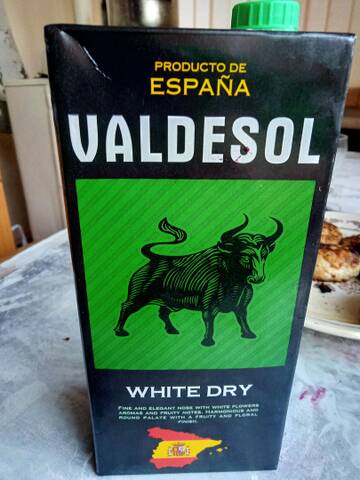 PRODUCTO DE
ESPAÑA
VALDESOL
WHITE DRY
FINE AND ELEGANT NOSE WITH WHITE FLOWERS
AROMAS AND FRUITY NOTES. HARMONIOUS AND
ROUND PALATE WITH A FRUITY AND FLORAL
FINISH.